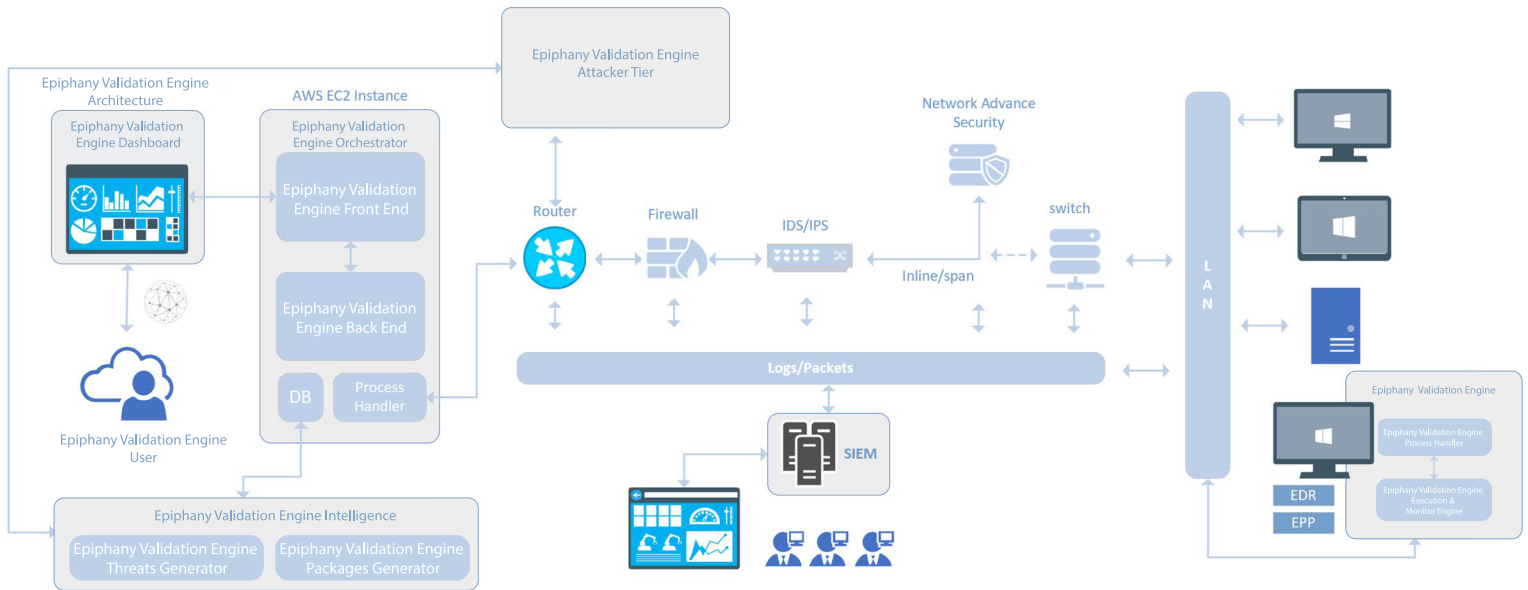 Epiphany Validation Engine
Attacker Tier
Epiphany Validation Engine
Architecture
AWS EC2 Instance
Epiphany Validation
Engine Dashboard
Epiphany Validation
Engine Orchestrator
Epiphany Validation
Engine Front End
Epiphany Validation
Engine Back End
DB
Process
Handler
Epiphany Validation Engine
User
Epiphany Validation Engine Intelligence
Epiphany Validation Engine
Threats Generator
Epiphany Validation Engine
Packages Generator
Router
Firewall
IDS/IPS
Network Advance
Security
Inline/span
switch
Logs/Packets
SIEM
L
A
N
Epiphany Validation Engine
Epiphany Validation Engine
Process Handler
Epiphany Validation Engine
Execution &
Monitor Engine
EDR
EPP